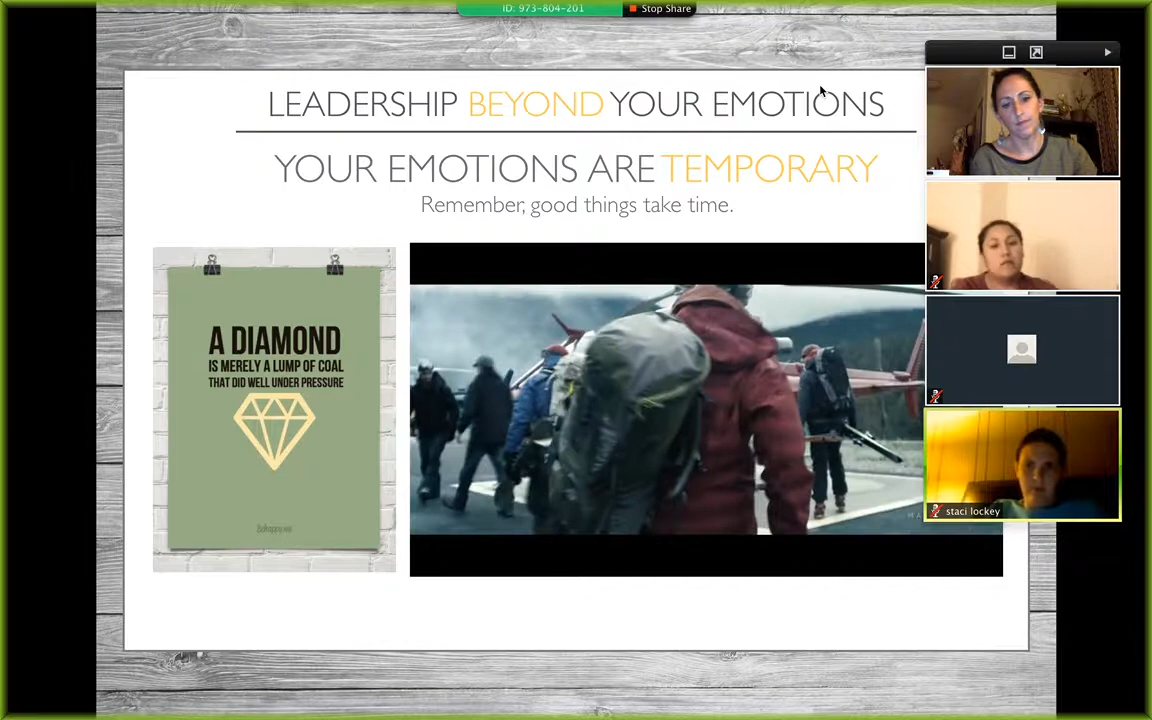 ID: 973-804-201
Stop Share
LEADERSHIP BEYOND YOUR EMOTIONS
YOUR EMOTIONS ARE TEMPORARY
Remember, good things take time.
A DIAMOND
IS MERELY A LUMP OF COAL
THAT DID WELL UNDER PRESSURE
staci lockey